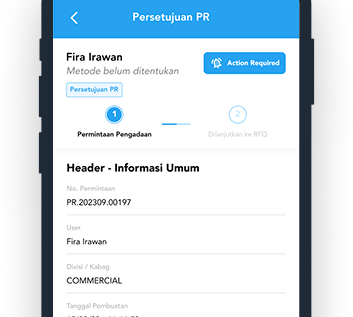 Persetujuan PR
Fira Irawan
Action Required
Metode belum ditentukan
Persetujuan PR
1
2
Permintaan Pengadaan
Dilanjutkan ke RFQ
Header - Informasi Umum
No. Permintaan
PR.202309.00197
User
Fira Irawan
Divisi / Kabag
COMMERCIAL
Tanggal Pembuatan